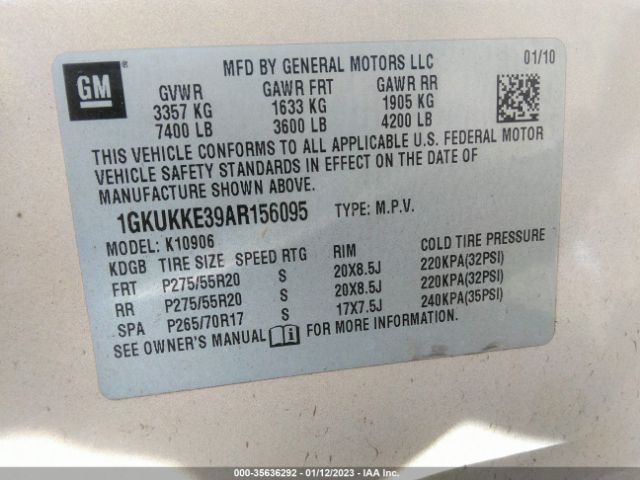 GM
MFD BY GENERAL MOTORS LLC 01/10
GVWR GAWR FRT GAWR RR
3357 KG 1633 KG 1905 KG
7400 LB 3600 LB 4200 LB
THIS VEHICLE CONFORMS TO ALL APPLICABLE U.S. FEDERAL MOTOR
VEHICLE SAFETY STANDARDS IN EFFECT ON THE DATE OF
MANUFACTURE SHOWN ABOVE.
1GKUKKE39AR156095 TYPE: M.P.V.
MODEL: K10906
KDGB TIRE SIZE SPEED RTG RIM COLD TIRE PRESSURE
FRT P275/55R20 S 20X8.5J 220KPA(32PSI)
RR P275/55R20 S 20X8.5J 220KPA(32PSI)
SPA P265/70R17 S 17X7.5J 240KPA(35PSI)
SEE OWNER'S MANUAL FOR MORE INFORMATION.
000-35636292 - 01/12/2023 - IAA Inc.